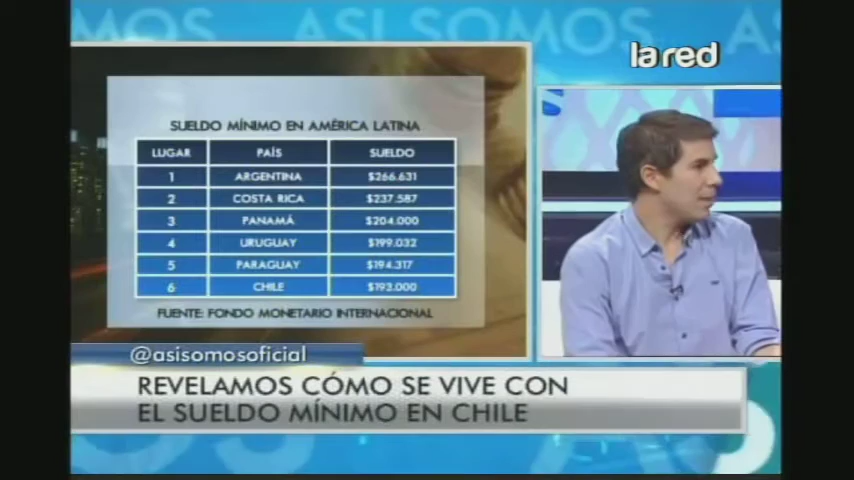 ASI SOMOS
la red
SUELDO MÍNIMO EN AMÉRICA LATINA
LUGAR PAÍS SUELDO
1 ARGENTINA $266.631
2 COSTA RICA $237.587
3 PANAMÁ $204.000
4 URUGUAY $199.032
5 PARAGUAY $194.317
6 CHILE $193.000
FUENTE: FONDO MONETARIO INTERNACIONAL
@asisomosoficial
REVELAMOS CÓMO SE VIVE CON
EL SUELDO MÍNIMO EN CHILE